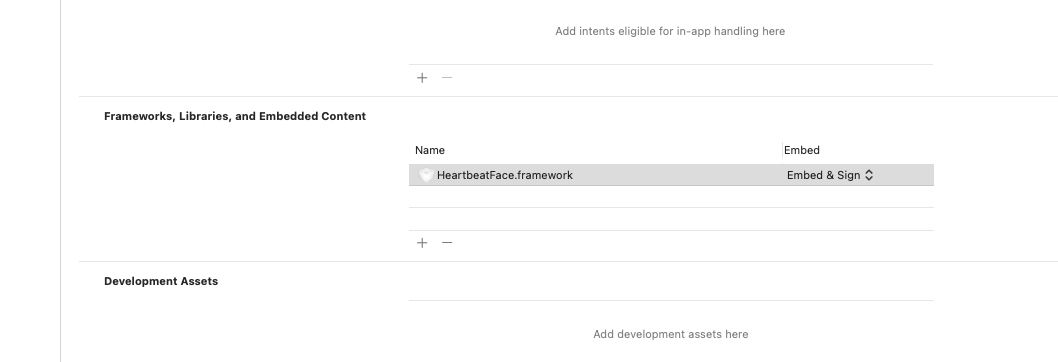 Add intents eligible for in-app handling here
Frameworks, Libraries, and Embedded Content
Name Embed
HeartbeatFace.framework Embed & Sign
Development Assets
Add development assets here